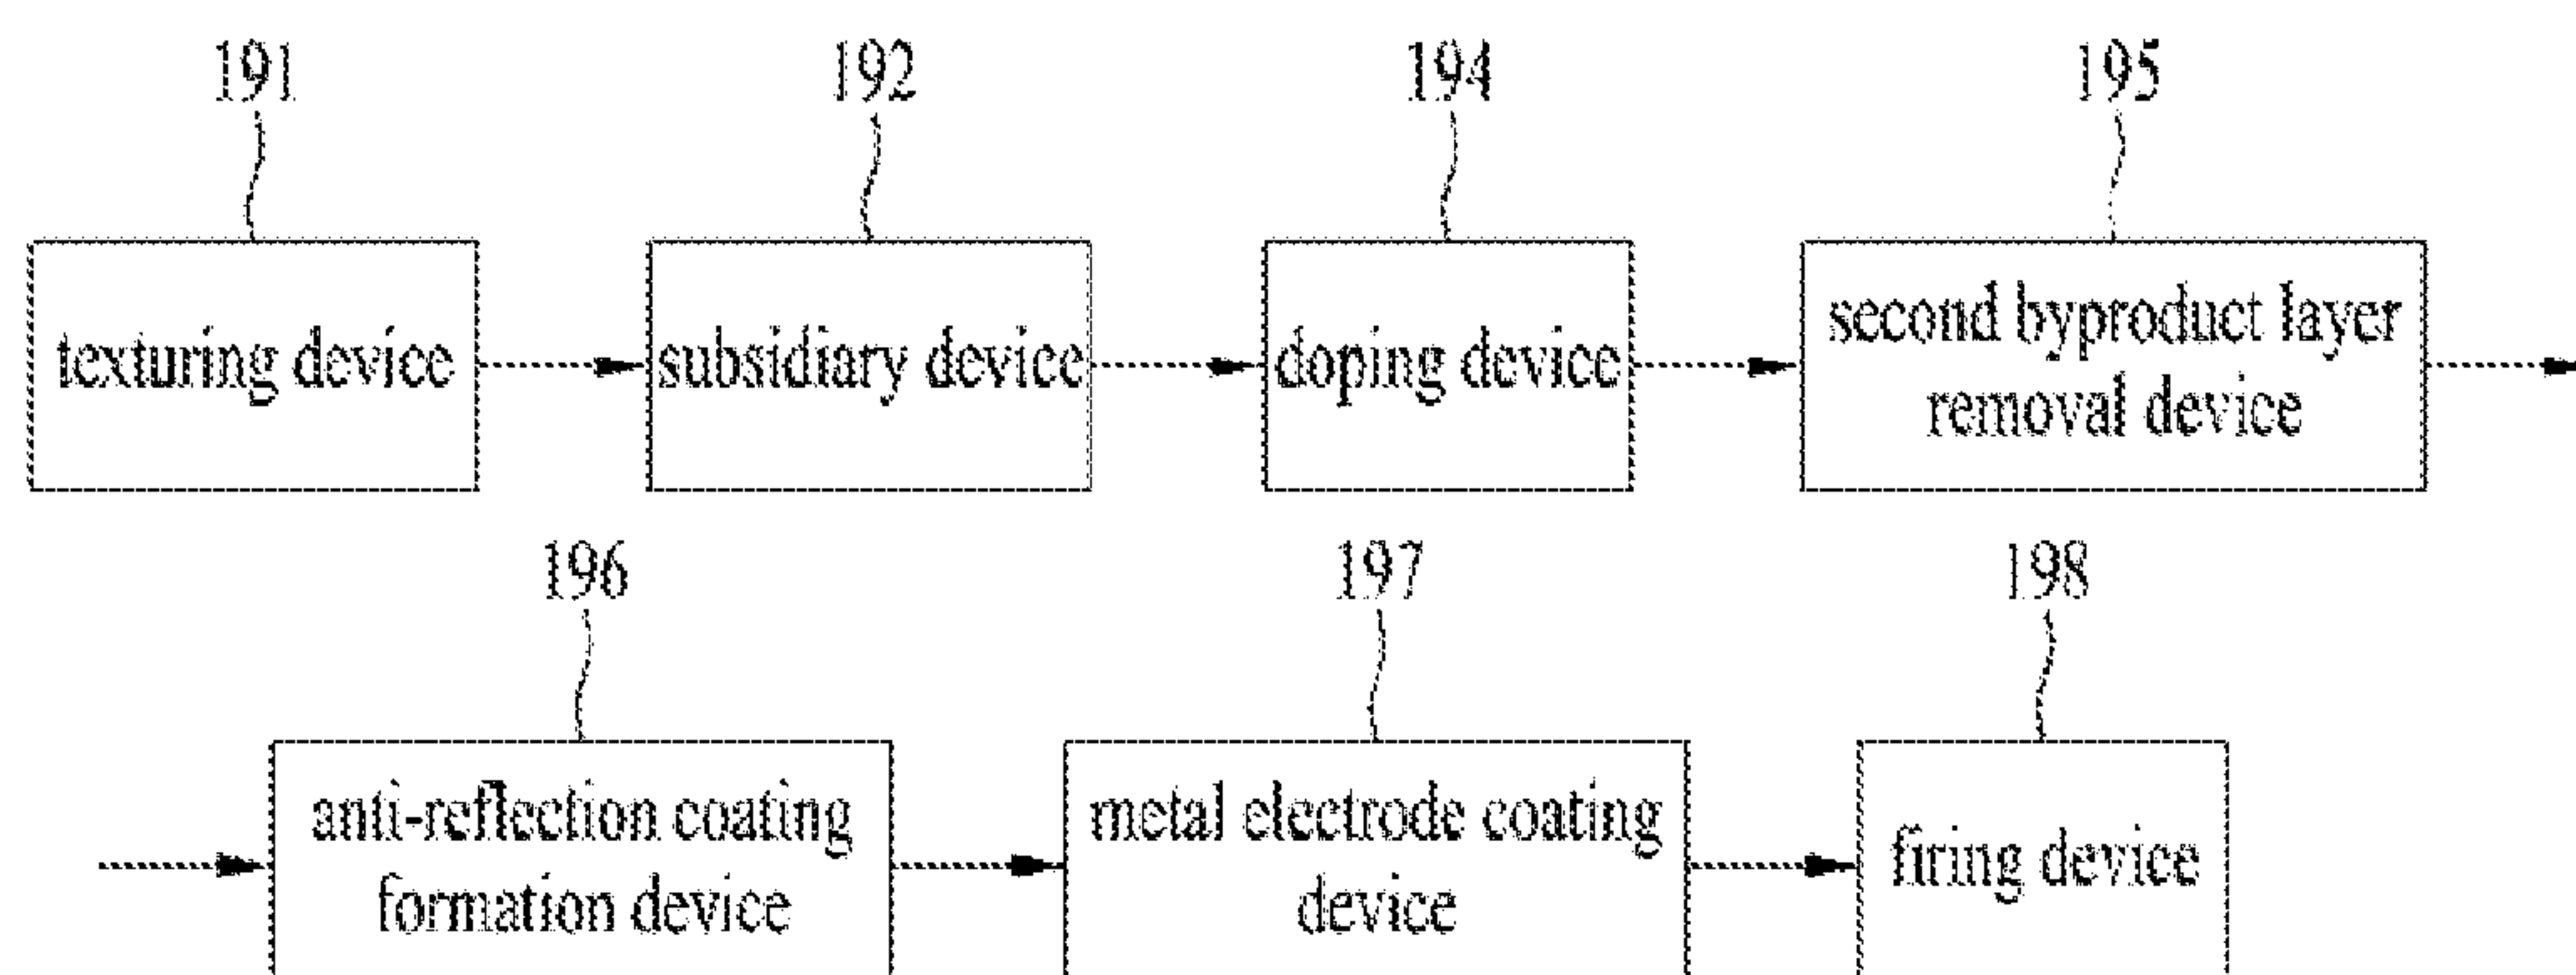 191
192
194
195
texturing device
subsidiary device
doping device
second byproduct layer
removal device
196
197
198
anti-reflection coating
formation device
metal electrode coating
device
firing device